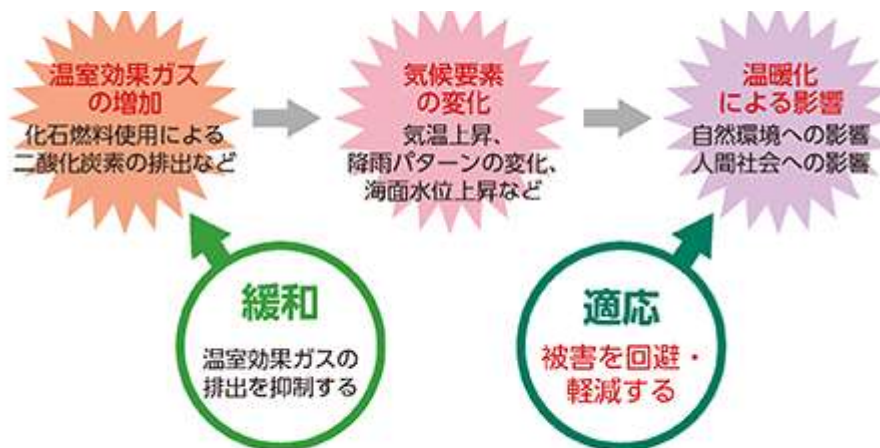 温室効果ガス
の増加
化石燃料使用による
二酸化炭素の排出など
気候要素
の変化
気温上昇、
降雨パターンの変化、
海面水位上昇など
温暖化
による影響
自然環境への影響
人間社会への影響
緩和
温室効果ガスの
排出を抑制する
適応
被害を回避・
軽減する